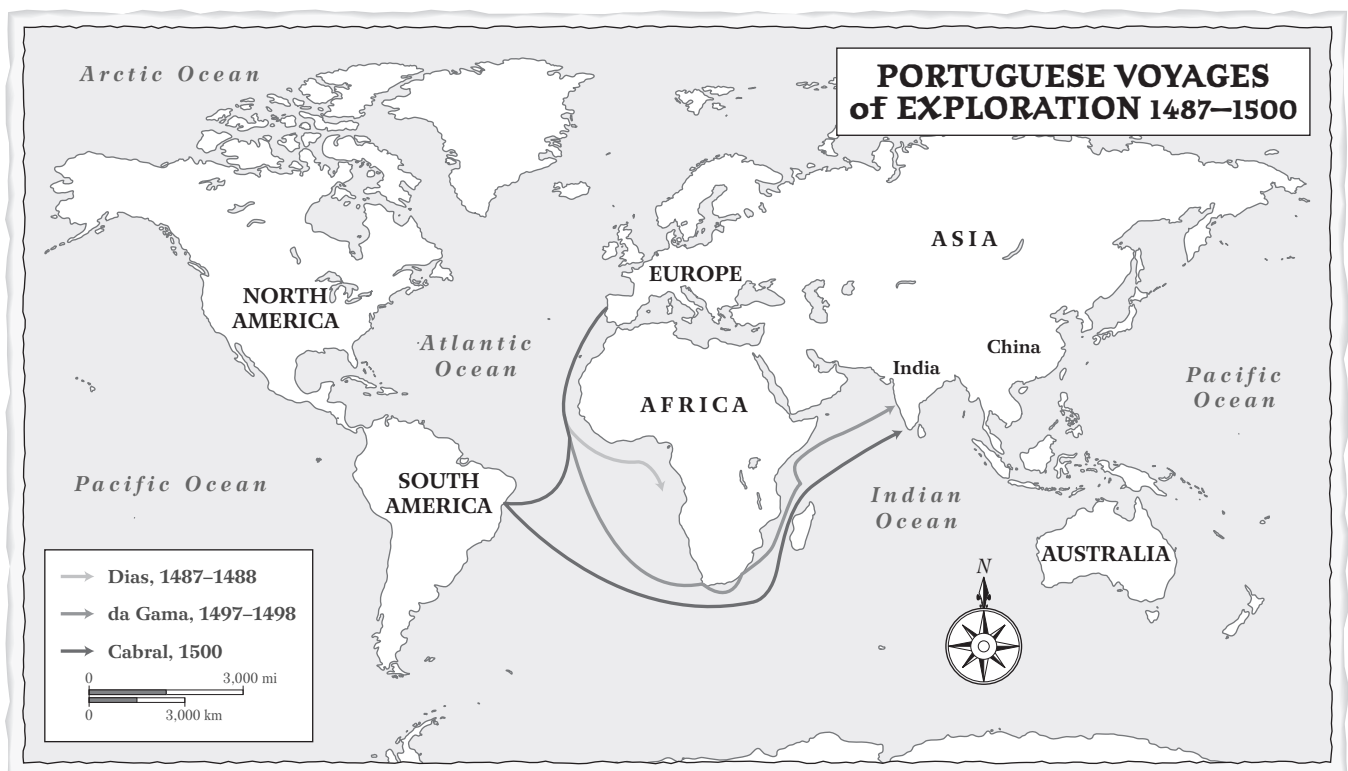 PORTUGUESE VOYAGES
of EXPLORATION 1487–1500
Arctic Ocean
ASIA
EUROPE
NORTH
AMERICA
Atlantic
Ocean
China
India
Pacific
Ocean
AFRICA
Pacific Ocean
SOUTH
AMERICA
Indian
Ocean
AUSTRALIA
N
Dias, 1487–1488
da Gama, 1497–1498
Cabral, 1500
0 3,000 mi
0 3,000 km